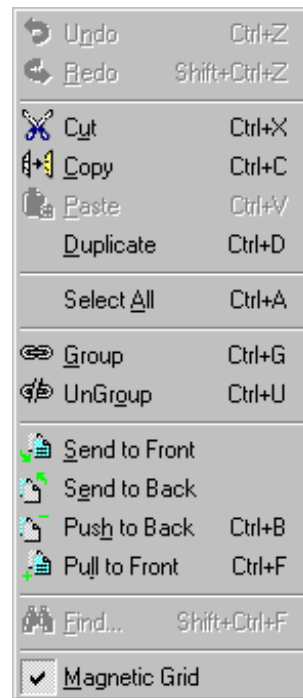 Undo Ctrl+Z
Redo Shift+Ctrl+Z
Cut Ctrl+X
Copy Ctrl+C
Paste Ctrl+V
Duplicate Ctrl+D
Select All Ctrl+A
Group Ctrl+G
UnGroup Ctrl+U
Send to Front
Send to Back
Push to Back Ctrl+B
Pull to Front Ctrl+F
Find... Shift+Ctrl+F
Magnetic Grid